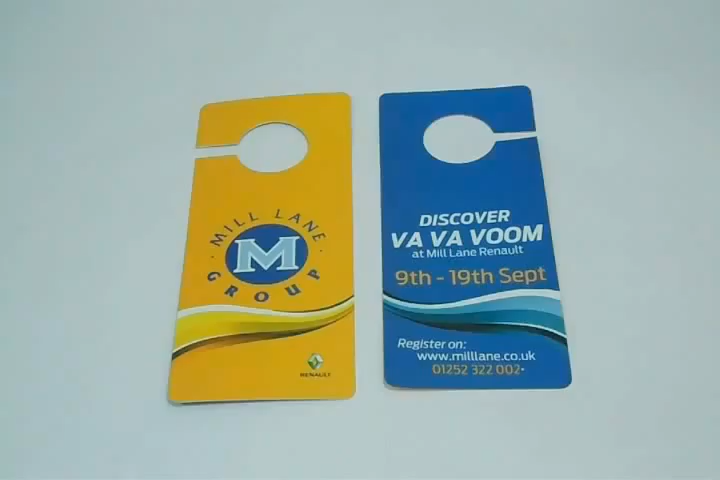 MILL LANE
M
GROUP
RENAULT
DISCOVER
VA VA VOOM
at Mill Lane Renault
9th - 19th Sept
Register on:
www.milllane.co.uk
01252 322 002•